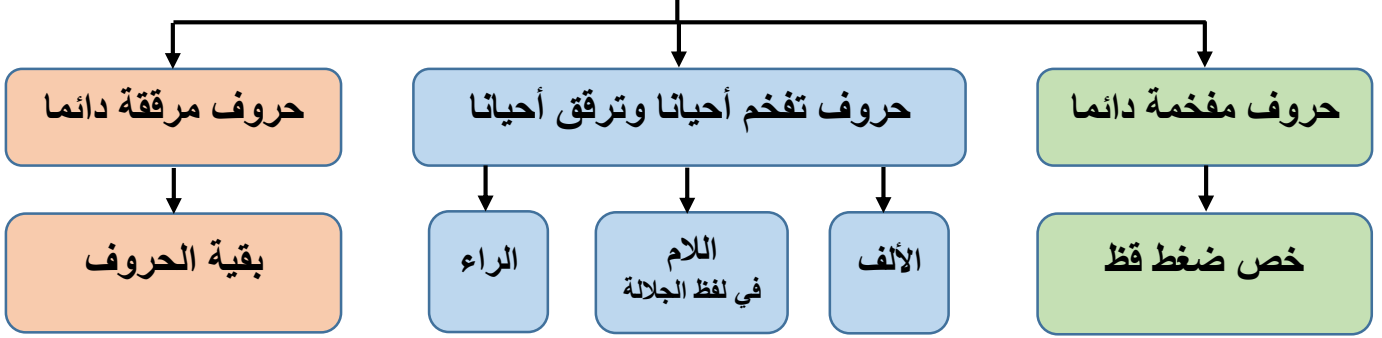 حروف مفخمة دائما
حروف تفخم أحيانا وترقق أحيانا
حروف مرققة دائما
خص ضغط قظ
الألف
اللام
في لفظ الجلالة
الراء
بقية الحروف